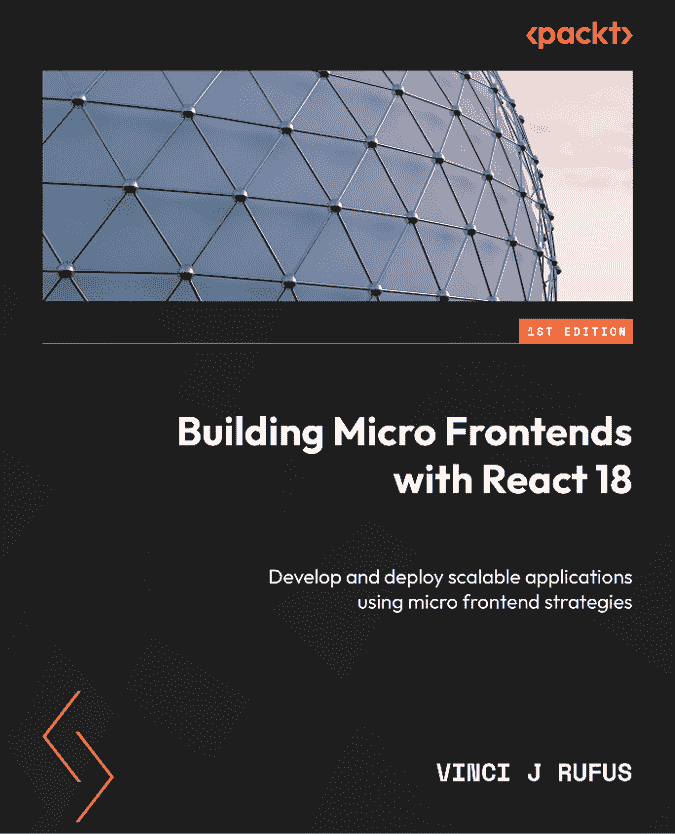 <packt>
1ST EDITION
Building Micro Frontends
with React 18
Develop and deploy scalable applications
using micro frontend strategies
VINCI J RUFUS